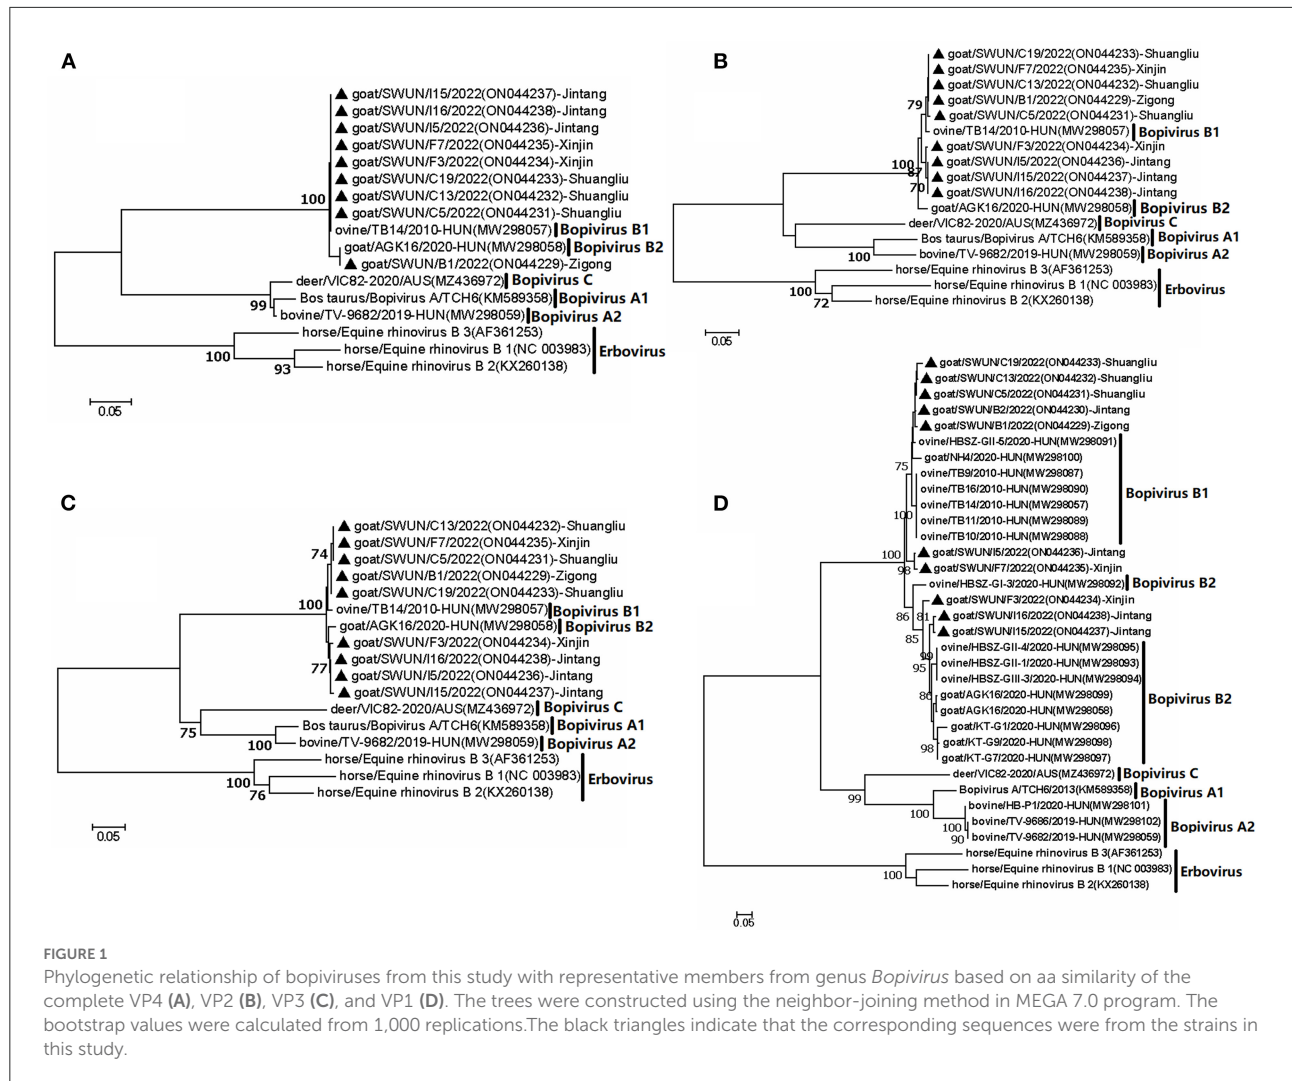 A
goat/SWUN/I15/2022(ON044237)-Jintang
goat/SWUN/I16/2022(ON044238)-Jintang
goat/SWUN/I5/2022(ON044236)-Jintang
goat/SWUN/F7/2022(ON044235)-Xinjin
goat/SWUN/F3/2022(ON044234)-Xinjin
goat/SWUN/C19/2022(ON044233)-Shuangliu
100
goat/SWUN/C13/2022(ON044232)-Shuangliu
goat/SWUN/C5/2022(ON044231)-Shuangliu
ovine/TB14/2010-HUN(MW298057) Bopivirus B1
goat/AGK16/2020-HUN(MW298058) Bopivirus B2
goat/SWUN/B1/2022(ON044229)-Zigong
deer/VIC82-2020/AUS(MZ436972) Bopivirus C
99 Bos taurus/Bopivirus A/TCH6(KM589358) Bopivirus A1
bovine/TV-9682/2019-HUN(MW298059) Bopivirus A2
horse/Equine rhinovirus B 3(AF361253)
100 horse/Equine rhinovirus B 1(NC 003983) Erbovirus
93 horse/Equine rhinovirus B 2(KX260138)
0.05
B
goat/SWUN/C19/2022(ON044233)-Shuangliu
goat/SWUN/F7/2022(ON044235)-Xinjin
goat/SWUN/C13/2022(ON044232)-Shuangliu
79 goat/SWUN/B1/2022(ON044229)-Zigong
goat/SWUN/C5/2022(ON044231)-Shuangliu
ovine/TB14/2010-HUN(MW298057) Bopivirus B1
goat/SWUN/F3/2022(ON044234)-Xinjin
100 goat/SWUN/I5/2022(ON044236)-Jintang
87 goat/SWUN/I15/2022(ON044237)-Jintang
70 goat/SWUN/I16/2022(ON044238)-Jintang
goat/AGK16/2020-HUN(MW298058) Bopivirus B2
deer/VIC82-2020/AUS(MZ436972) Bopivirus C
Bos taurus/Bopivirus A/TCH6(KM589358) Bopivirus A1
100 bovine/TV-9682/2019-HUN(MW298059) Bopivirus A2
horse/Equine rhinovirus B 3(AF361253)
100 horse/Equine rhinovirus B 1(NC 003983) Erbovirus
72 horse/Equine rhinovirus B 2(KX260138)
0.05
C
goat/SWUN/C13/2022(ON044232)-Shuangliu
goat/SWUN/F7/2022(ON044235)-Xinjin
74 goat/SWUN/C5/2022(ON044231)-Shuangliu
goat/SWUN/B1/2022(ON044229)-Zigong
goat/SWUN/C19/2022(ON044233)-Shuangliu
100 ovine/TB14/2010-HUN(MW298057) Bopivirus B1
goat/AGK16/2020-HUN(MW298058) Bopivirus B2
goat/SWUN/F3/2022(ON044234)-Xinjin
77 goat/SWUN/I16/2022(ON044238)-Jintang
goat/SWUN/I5/2022(ON044236)-Jintang
goat/SWUN/I15/2022(ON044237)-Jintang
deer/VIC82-2020/AUS(MZ436972) Bopivirus C
75 Bos taurus/Bopivirus A/TCH6(KM589358) Bopivirus A1
100 bovine/TV-9682/2019-HUN(MW298059) Bopivirus A2
horse/Equine rhinovirus B 3(AF361253)
100 horse/Equine rhinovirus B 1(NC 003983) Erbovirus
76 horse/Equine rhinovirus B 2(KX260138)
0.05
D
goat/SWUN/C19/2022(ON044233)-Shuangliu
goat/SWUN/C13/2022(ON044232)-Shuangliu
goat/SWUN/C5/2022(ON044231)-Shuangliu
goat/SWUN/B2/2022(ON044230)-Jintang
goat/SWUN/B1/2022(ON044229)-Zigong
ovine/HBSZ-GII-5/2020-HUN(MW298091)
goat/NH4/2020-HUN(MW298100)
75 ovine/TB9/2010-HUN(MW298087)
ovine/TB16/2010-HUN(MW298090) Bopivirus B1
ovine/TB14/2010-HUN(MW298057)
100 ovine/TB11/2010-HUN(MW298089)
ovine/TB10/2010-HUN(MW298088)
100 goat/SWUN/I5/2022(ON044236)-Jintang
98 goat/SWUN/F7/2022(ON044235)-Xinjin
ovine/HBSZ-GI-3/2020-HUN(MW298092) Bopivirus B2
goat/SWUN/F3/2022(ON044234)-Xinjin
86 81 goat/SWUN/I16/2022(ON044238)-Jintang
85 goat/SWUN/I15/2022(ON044237)-Jintang
ovine/HBSZ-GII-4/2020-HUN(MW298095)
99
95 ovine/HBSZ-GII-1/2020-HUN(MW298093)
ovine/HBSZ-GIII-3/2020-HUN(MW298094)
86 goat/AGK16/2020-HUN(MW298099) Bopivirus B2
goat/AGK16/2020-HUN(MW298058)
goat/KT-G1/2020-HUN(MW298096)
98 goat/KT-G9/2020-HUN(MW298098)
goat/KT-G7/2020-HUN(MW298097)
deer/VIC82-2020/AUS(MZ436972) Bopivirus C
99 Bopivirus A/TCH6/2013(KM589358) Bopivirus A1
100 bovine/HB-P1/2020-HUN(MW298101)
100 bovine/TV-9686/2019-HUN(MW298102) Bopivirus A2
90 bovine/TV-9682/2019-HUN(MW298059)
horse/Equine rhinovirus B 3(AF361253)
100 horse/Equine rhinovirus B 1(NC 003983) Erbovirus
horse/Equine rhinovirus B 2(KX260138)
0.05
FIGURE 1
Phylogenetic relationship of bopiviruses from this study with representative members from genus Bopivirus based on aa similarity of the
complete VP4 (A), VP2 (B), VP3 (C), and VP1 (D). The trees were constructed using the neighbor-joining method in MEGA 7.0 program. The
bootstrap values were calculated from 1,000 replications.The black triangles indicate that the corresponding sequences were from the strains in
this study.